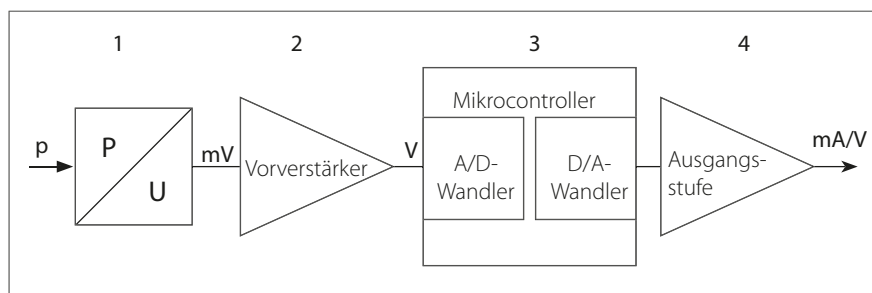 1
2
3
4
p
P
U
mV
Vorverstärker
V
Mikrocontroller
A/D-
Wandler
D/A-
Wandler
Ausgangs-
stufe
mA/V